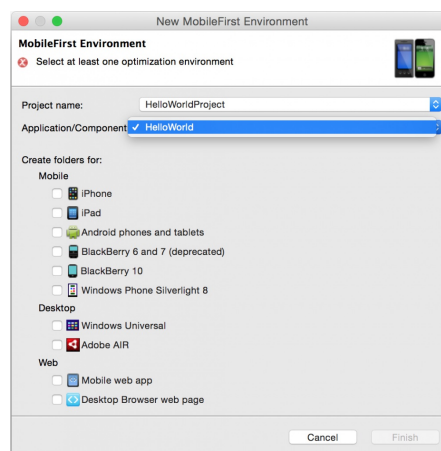 New MobileFirst Environment
MobileFirst Environment
Select at least one optimization environment
Project name: HelloWorldProject
Application/Component ✓ HelloWorld
Create folders for:
Mobile
iPhone
iPad
Android phones and tablets
BlackBerry 6 and 7 (deprecated)
BlackBerry 10
Windows Phone Silverlight 8
Desktop
Windows Universal
Adobe AIR
Web
Mobile web app
Desktop Browser web page
Cancel Finish